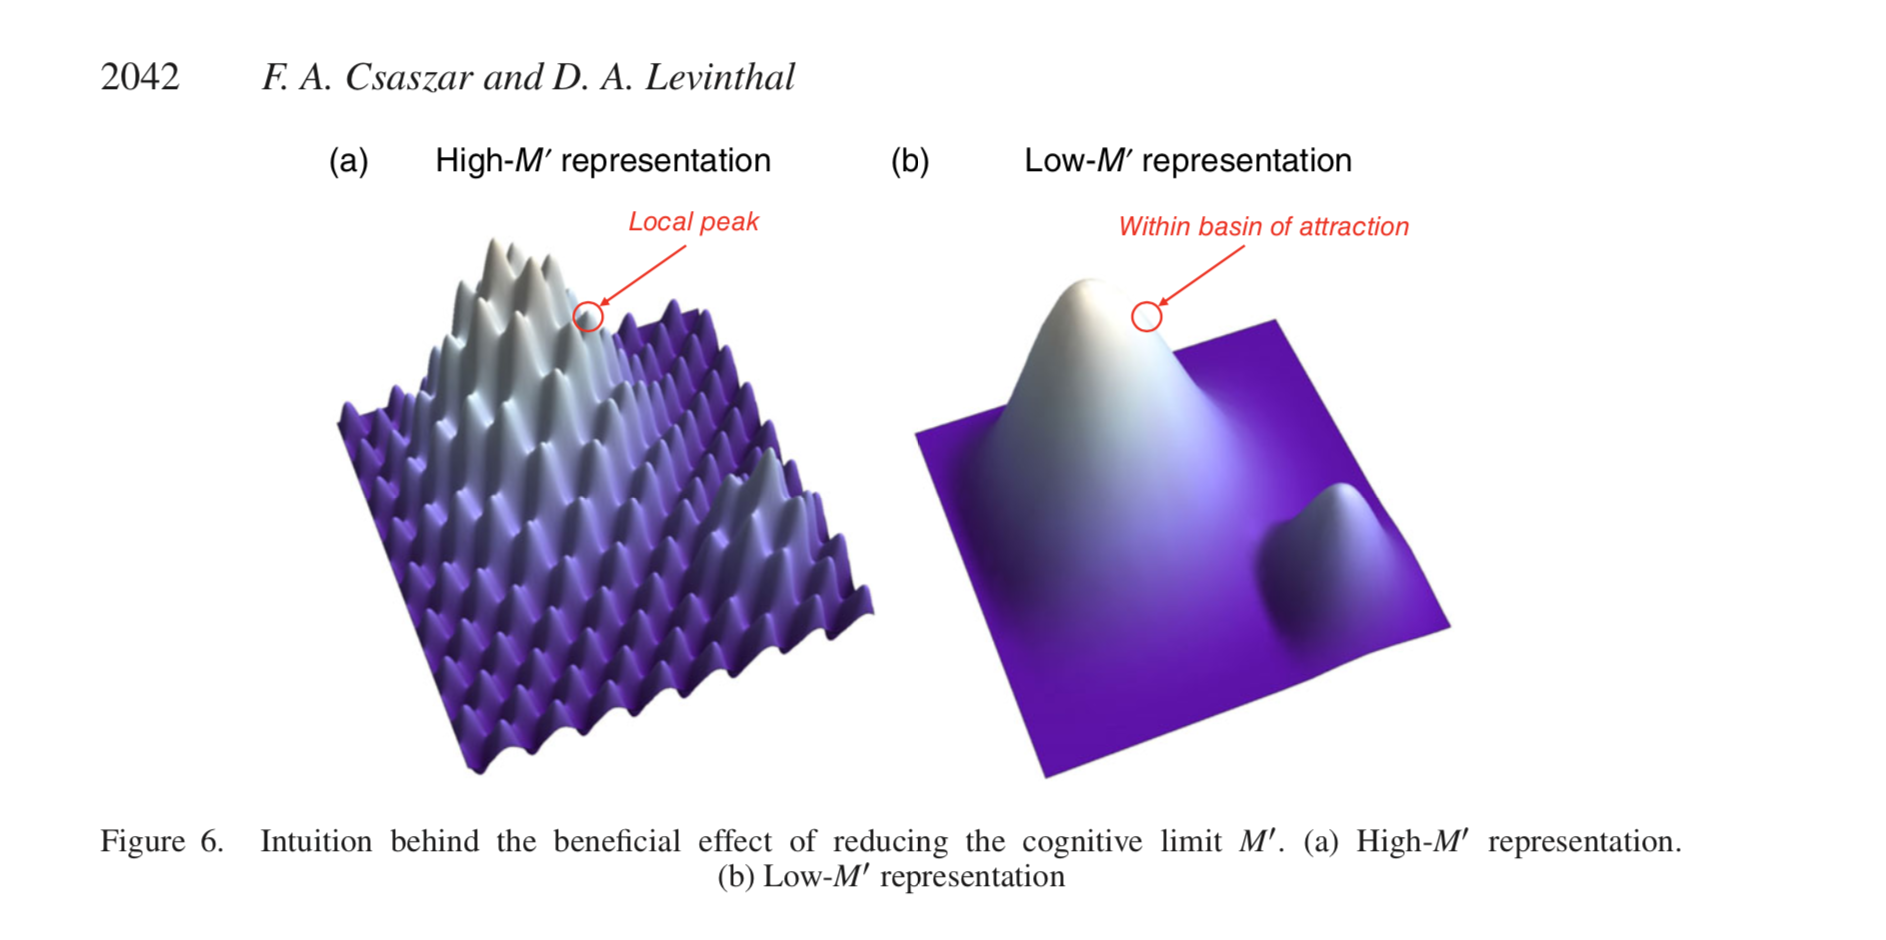 2042 F. A. Csaszar and D. A. Levinthal
(a) High-M′ representation (b) Low-M′ representation
Local peak
Within basin of attraction
Figure 6. Intuition behind the beneficial effect of reducing the cognitive limit M′. (a) High-M′ representation.
(b) Low-M′ representation